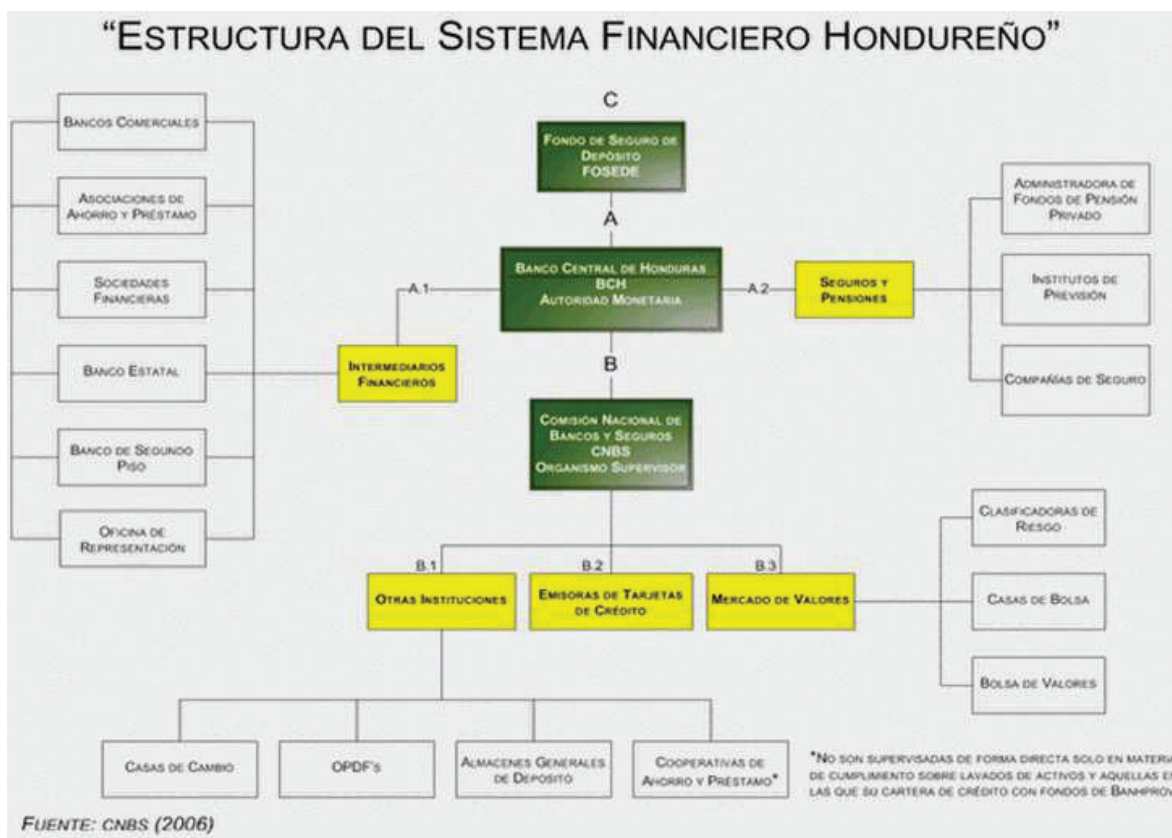 “ESTRUCTURA DEL SISTEMA FINANCIERO HONDUREÑO”
BANCOS COMERCIALES
ASOCIACIONES DE
AHORRO Y PRÉSTAMO
SOCIEDADES
FINANCIERAS
BANCO ESTATAL
BANCO DE SEGUNDO
PISO
OFICINA DE
REPRESENTACIÓN
INTERMEDIARIOS
FINANCIEROS
A.1
C
FONDO DE SEGURO DE
DEPÓSITO
FOSEDE
A
BANCO CENTRAL DE HONDURAS
BCH
AUTORIDAD MONETARIA
A.2
SEGUROS Y
PENSIONES
ADMINISTRADORA DE
FONDOS DE PENSIÓN
PRIVADO
INSTITUTOS DE
PREVISIÓN
COMPAÑÍAS DE SEGURO
B
COMISIÓN NACIONAL DE
BANCOS Y SEGUROS
CNBS
ORGANISMO SUPERVISOR
B.1
OTRAS INSTITUCIONES
B.2
EMISORAS DE TARJETAS
DE CRÉDITO
B.3
MERCADO DE VALORES
CLASIFICADORAS DE
RIESGO
CASAS DE BOLSA
BOLSA DE VALORES
CASAS DE CAMBIO
OPDF'S
ALMACENES GENERALES
DE DEPÓSITO
COOPERATIVAS DE
AHORRO Y PRÉSTAMO*
*NO SON SUPERVISADAS DE FORMA DIRECTA SOLO EN MATERIA
DE CUMPLIMIENTO SOBRE LAVADOS DE ACTIVOS Y AQUELLAS
LAS QUE SU CARTERA DE CRÉDITO CON FONDOS DE
FUENTE: CNBS (2006)